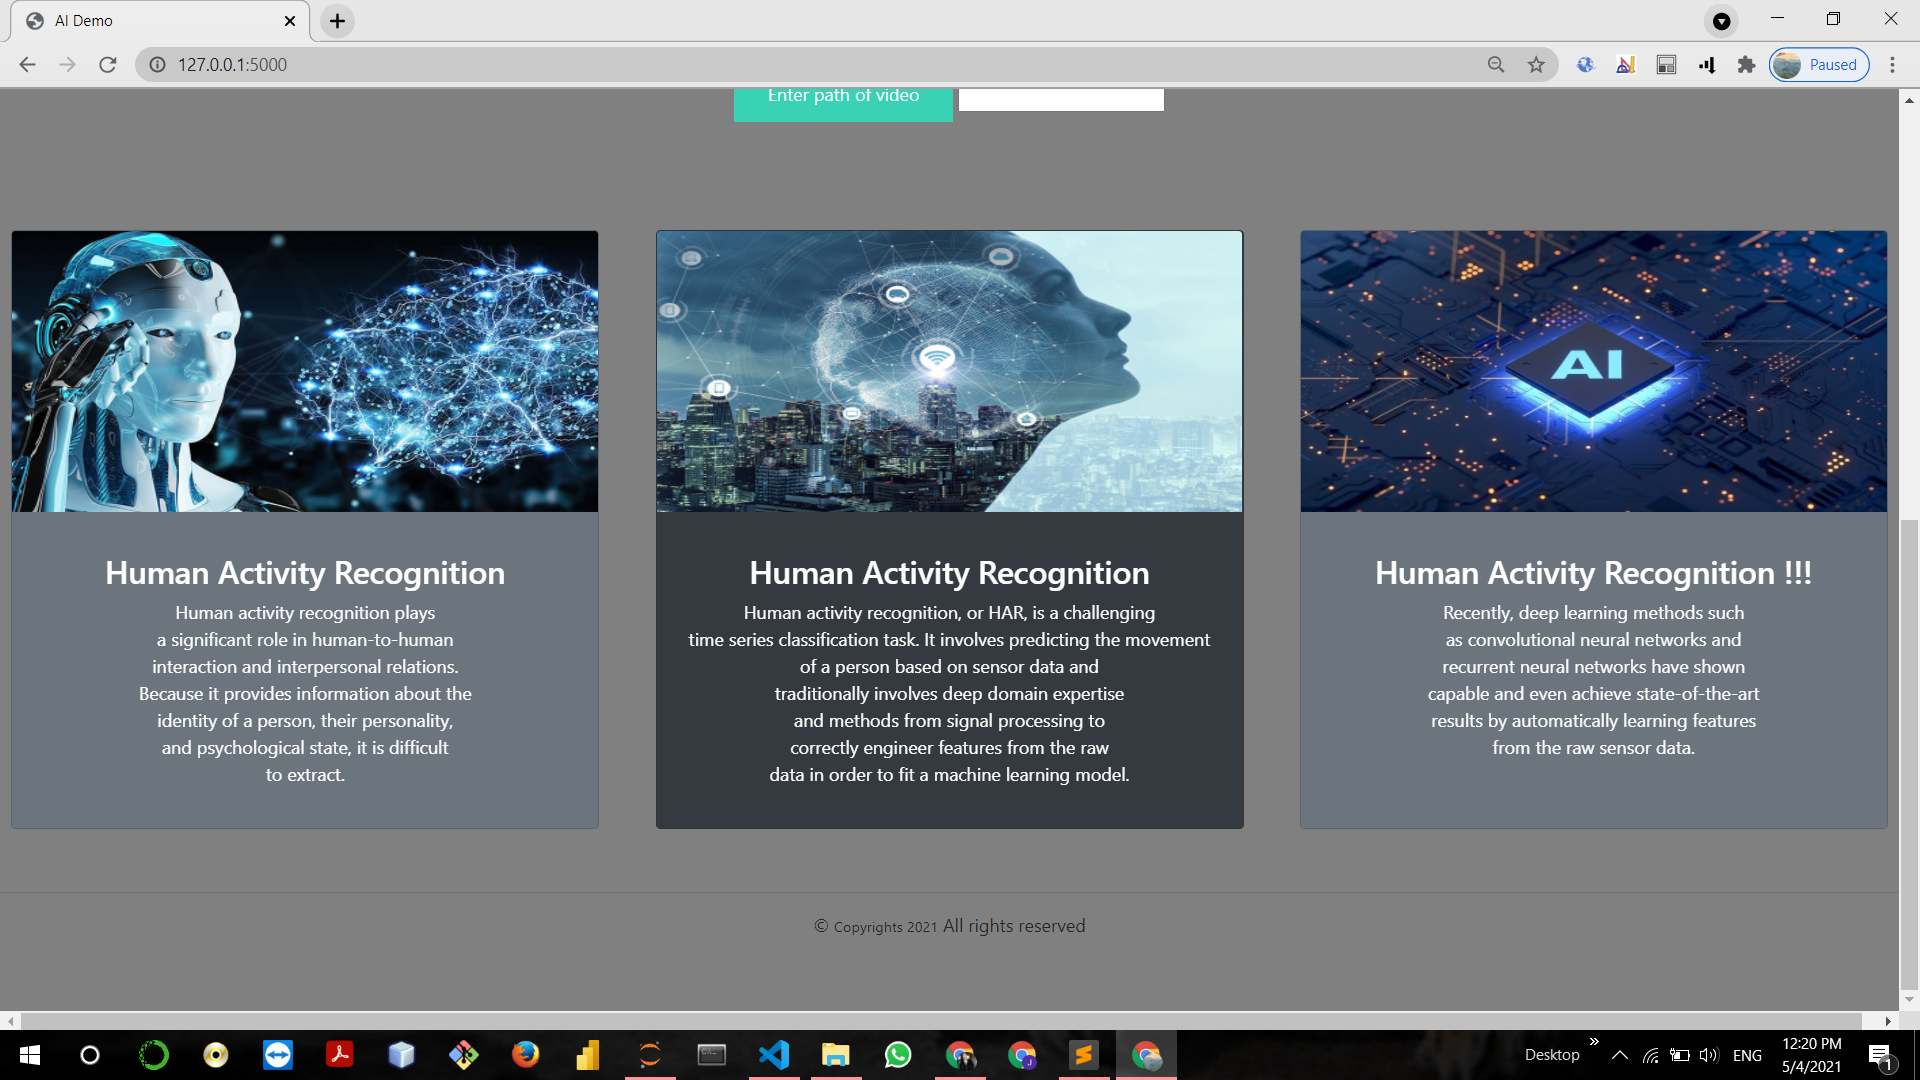 AI Demo
127.0.0.1:5000
Paused
Enter path of video
AI
Human Activity Recognition
Human activity recognition plays
a significant role in human-to-human
interaction and interpersonal relations.
Because it provides information about the
identity of a person, their personality,
and psychological state, it is difficult
to extract.
Human Activity Recognition
Human activity recognition, or HAR, is a challenging
time series classification task. It involves predicting the movement
of a person based on sensor data and
traditionally involves deep domain expertise
and methods from signal processing to
correctly engineer features from the raw
data in order to fit a machine learning model.
Human Activity Recognition !!!
Recently, deep learning methods such
as convolutional neural networks and
recurrent neural networks have shown
capable and even achieve state-of-the-art
results by automatically learning features
from the raw sensor data.
© Copyrights 2021 All rights reserved
Desktop
ENG
12:20 PM
5/4/2021
1